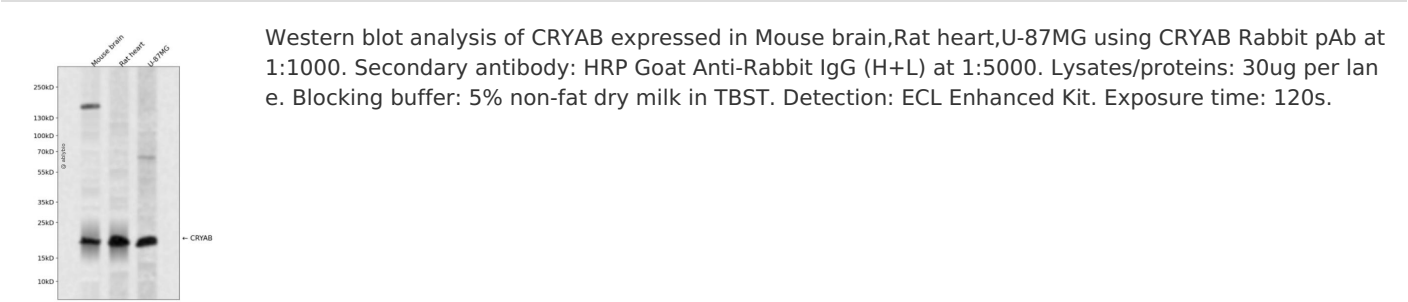 Mouse brain
Rat heart
U-87MG
250kD
130kD
100kD
70kD
55kD
35kD
25kD
15kD
10kD
@ ablybio
← CRYAB
Western blot analysis of CRYAB expressed in Mouse brain,Rat heart,U-87MG using CRYAB Rabbit pAb at
1:1000. Secondary antibody: HRP Goat Anti-Rabbit IgG (H+L) at 1:5000. Lysates/proteins: 30ug per lan
e. Blocking buffer: 5% non-fat dry milk in TBST. Detection: ECL Enhanced Kit. Exposure time: 120s.